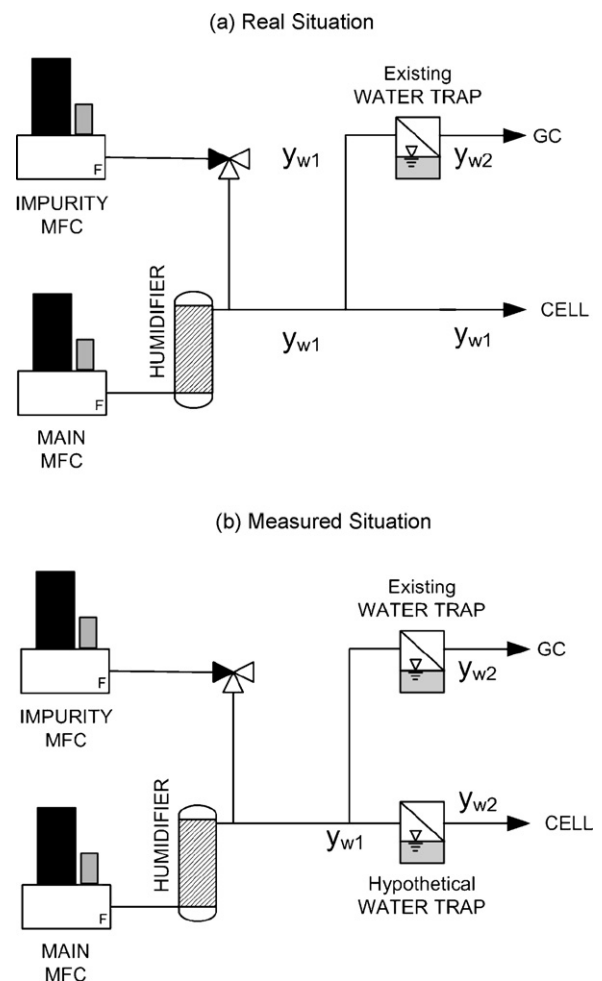 (a) Real Situation
Existing
WATER TRAP
GC
yw1
yw2
F
IMPURITY
MFC
HUMIDIFIER
CELL
yw1
yw1
F
MAIN
MFC
(b) Measured Situation
Existing
WATER TRAP
GC
yw2
F
IMPURITY
MFC
HUMIDIFIER
yw2
CELL
yw1
Hypothetical
WATER TRAP
F
MAIN
MFC